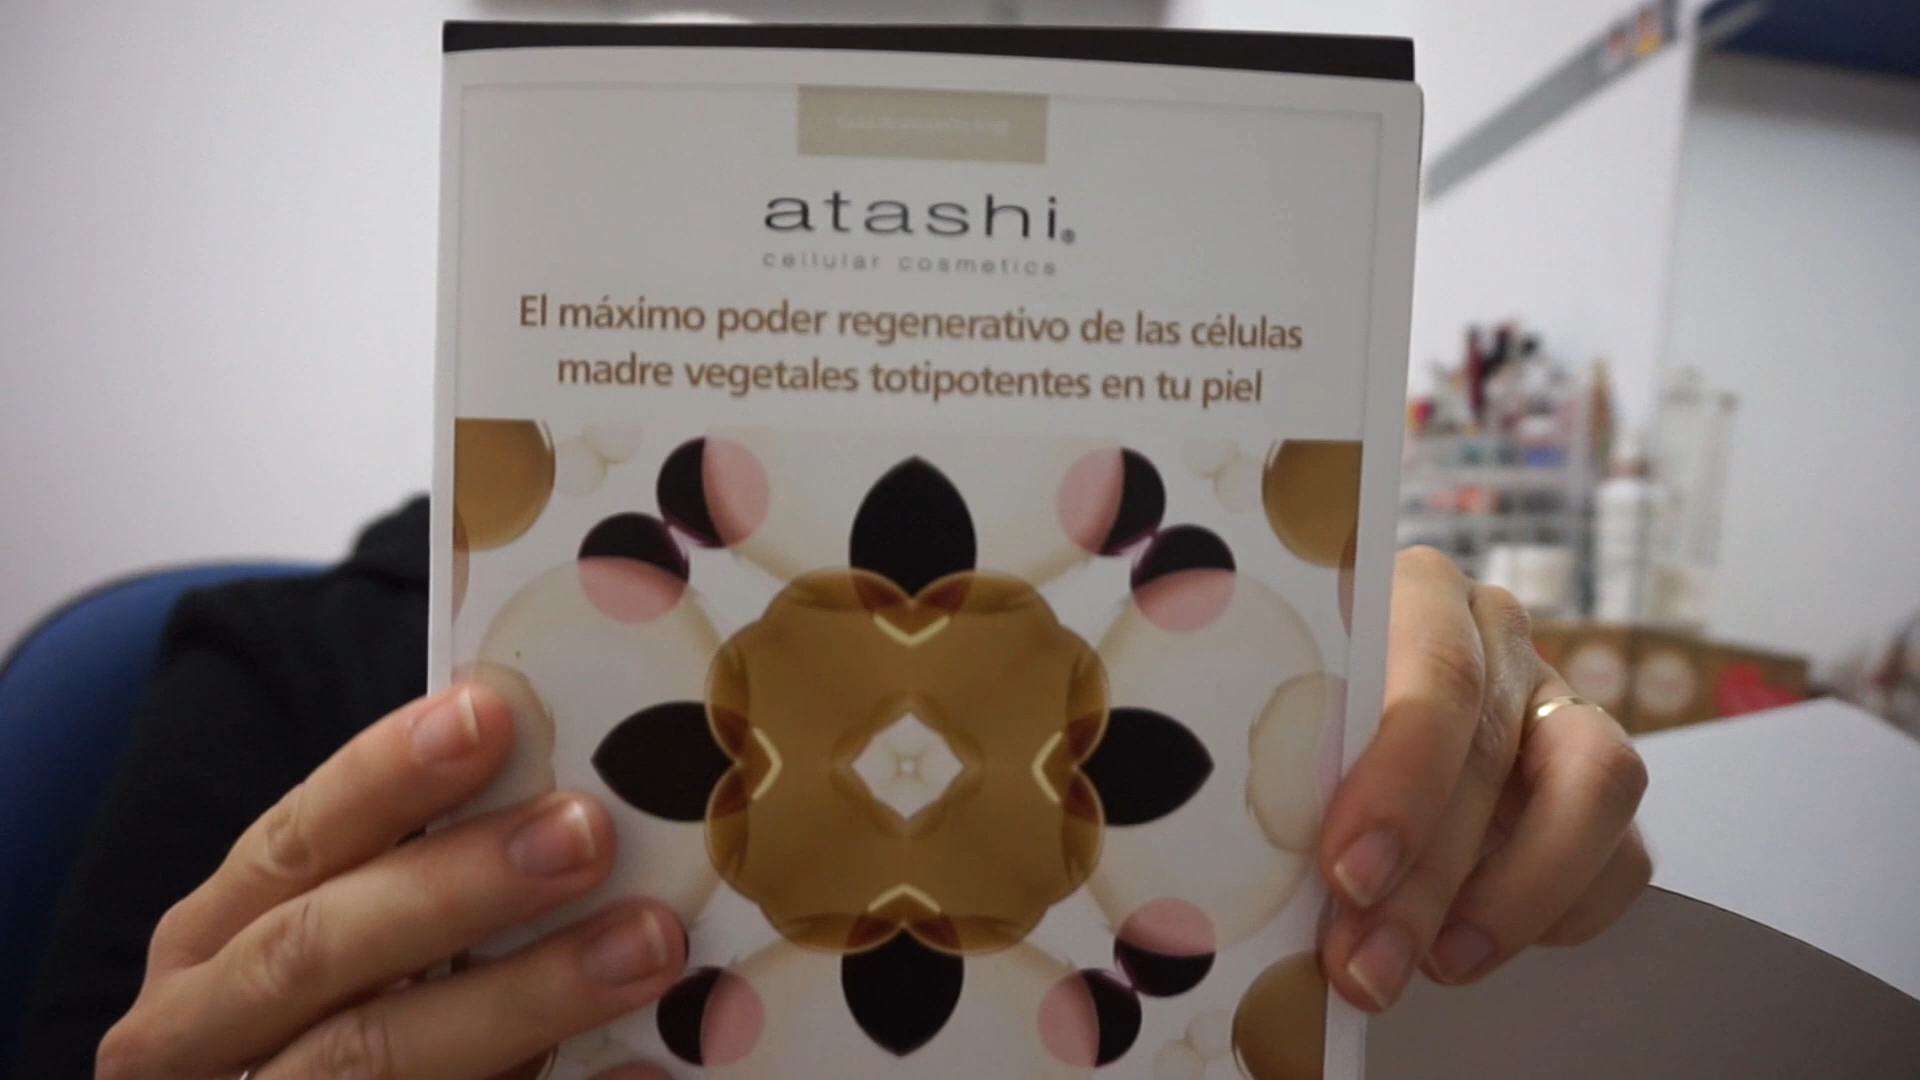 atashi®
cellular cosmetics
El máximo poder regenerativo de las células
madre vegetales totipotentes en tu piel